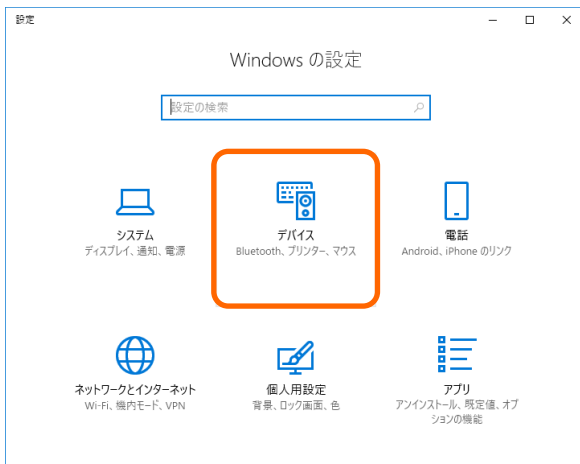 設定
Windows の設定
設定の検索
システム
ディスプレイ、通知、電源
デバイス
Bluetooth、プリンター、マウス
電話
Android、iPhone のリンク
ネットワークとインターネット
Wi-Fi、機内モード、VPN
個人用設定
背景、ロック画面、色
アプリ
アンインストール、既定値、オプ
ションの機能